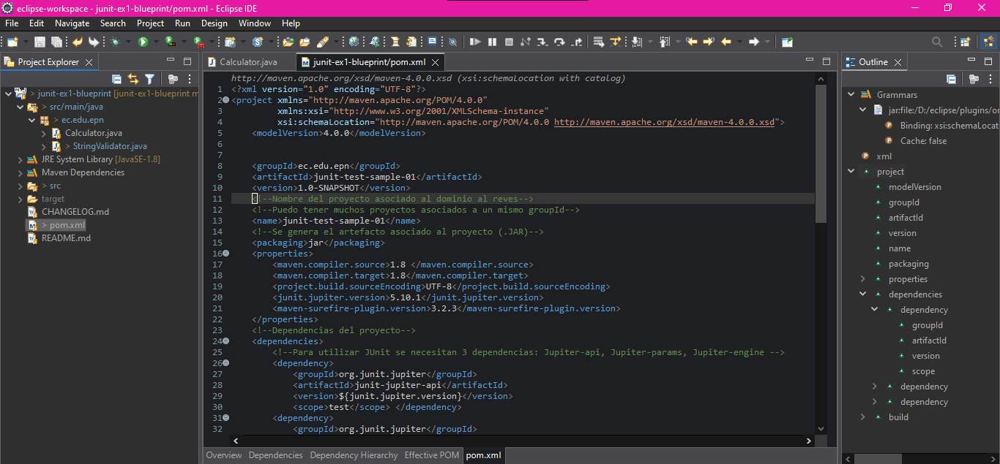 eclipse-workspace - junit-ex1-blueprint/pom.xml - Eclipse IDE
File Edit Navigate Search Project Run Design Window Help
Project Explorer
> junit-ex1-blueprint [junit-ex1-blueprint m
> src/main/java
> ec.edu.epn
Calculator.java
> StringValidator.java
JRE System Library [JavaSE-1.8]
Maven Dependencies
> src
target
CHANGELOG.md
> pom.xml
README.md
Calculator.java
junit-ex1-blueprint/pom.xml
http://maven.apache.org/xsd/maven-4.0.0.xsd (xsi:schemaLocation with catalog)
1 <?xml version="1.0" encoding="UTF-8"?>
2 <project xmlns="http://maven.apache.org/POM/4.0.0"
3 xmlns:xsi="http://www.w3.org/2001/XMLSchema-instance"
4 xsi:schemaLocation="http://maven.apache.org/POM/4.0.0 http://maven.apache.org/xsd/maven-4.0.0.xsd">
5 <modelVersion>4.0.0</modelVersion>
6
7
8 <groupId>ec.edu.epn</groupId>
9 <artifactId>junit-test-sample-01</artifactId>
10 <version>1.0-SNAPSHOT</version>
11 <!--Nombre del proyecto asociado al dominio al reves-->
12 <!--Puedo tener muchos proyectos asociados a un mismo groupId-->
13 <name>junit-test-sample-01</name>
14 <!--Se genera el artefacto asociado al proyecto (.JAR)-->
15 <packaging>jar</packaging>
16 <properties>
17 <maven.compiler.source>1.8 </maven.compiler.source>
18 <maven.compiler.target>1.8</maven.compiler.target>
19 <project.build.sourceEncoding>UTF-8</project.build.sourceEncoding>
20 <junit.jupiter.version>5.10.1</junit.jupiter.version>
21 <maven-surefire-plugin.version>3.2.3</maven-surefire-plugin.version>
22 </properties>
23 <!--Dependencias del proyecto-->
24 <dependencies>
25 <!--Para utilizar JUnit se necesitan 3 dependencias: Jupiter-api, Jupiter-params, Jupiter-engine -->
26 <dependency>
27 <groupId>org.junit.jupiter</groupId>
28 <artifactId>junit-jupiter-api</artifactId>
29 <version>${junit.jupiter.version}</version>
30 <scope>test</scope> </dependency>
31 <dependency>
32 <groupId>org.junit.jupiter</groupId>
Overview Dependencies Dependency Hierarchy Effective POM pom.xml
Outline
Grammars
jar:file:/D:/eclipse/plugins/or
Binding: xsi:schemaLocat
Cache: false
xml
project
modelVersion
groupId
artifactId
version
name
packaging
properties
dependencies
dependency
groupId
artifactId
version
scope
dependency
dependency
build